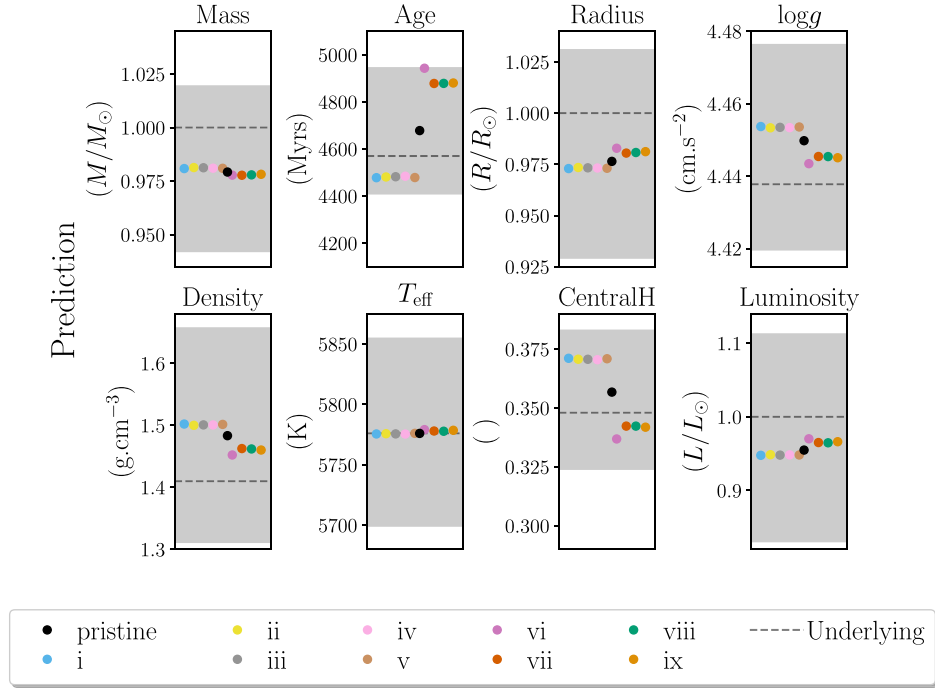 Mass Age Radius logg
Prediction
(M/M⊙)
1.025
1.000
0.975
0.950
(Myrs)
5000
4800
4600
4400
4200
(R/R⊙)
1.025
1.000
0.975
0.950
0.925
(cm.s⁻²)
4.48
4.46
4.44
4.42
Density Teff CentralH Luminosity
(g.cm⁻³)
1.6
1.5
1.4
1.3
(K)
5850
5800
5750
5700
()
0.375
0.350
0.325
0.300
(L/L⊙)
1.1
1.0
0.9
pristine ii iv vi viii Underlying
i iii v vii ix